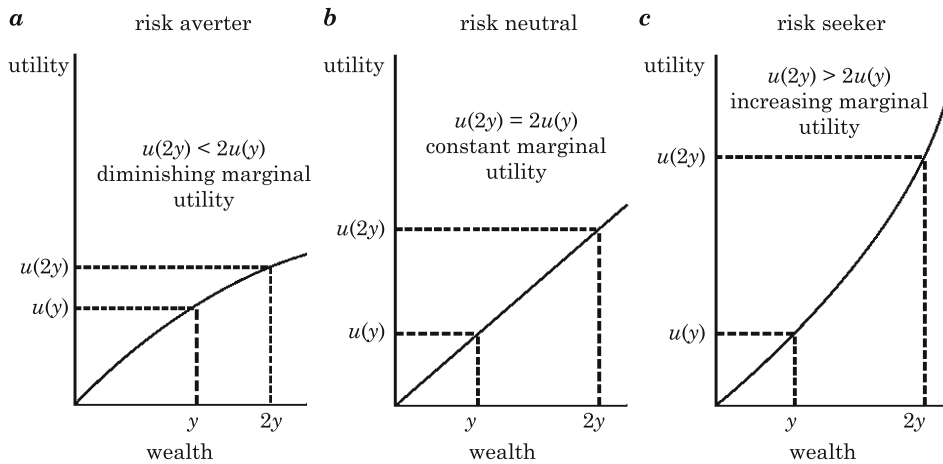 a risk averter
utility
u(2y) < 2u(y)
diminishing marginal
utility
u(2y)
u(y)
y 2y
wealth
b risk neutral
utility
u(2y) = 2u(y)
constant marginal
utility
u(2y)
u(y)
y 2y
wealth
c risk seeker
utility
u(2y) > 2u(y)
increasing marginal
utility
u(2y)
u(y)
y 2y
wealth